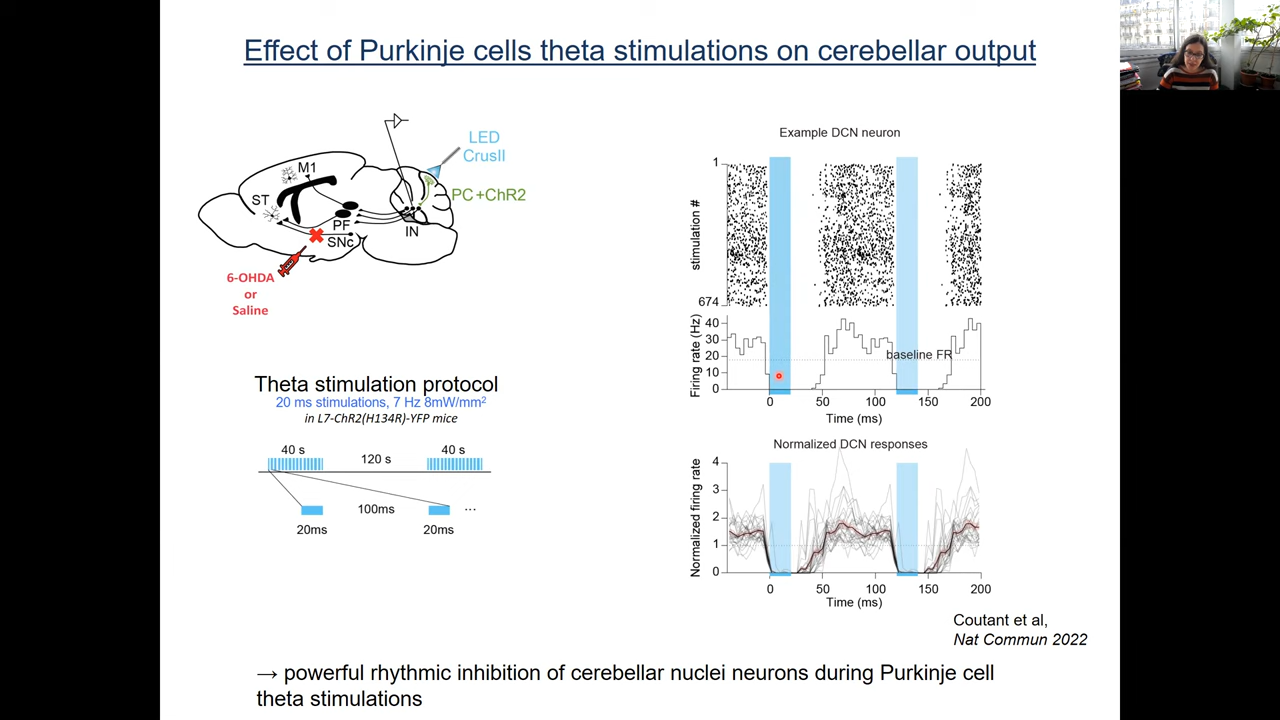 Effect of Purkinje cells theta stimulations on cerebellar output
LED
CrusII
M1
ST
PC+ChR2
PF
IN
SNc
6-OHDA
or
Saline
Theta stimulation protocol
20 ms stimulations, 7 Hz 8mW/mm²
in L7-ChR2(H134R)-YFP mice
40 s
120 s
40 s
100ms
...
20ms
20ms
Example DCN neuron
1
stimulation #
674
40
30
20
10
0
Firing rate (Hz)
baseline FR
0
50
100
150
200
Time (ms)
Normalized DCN responses
4
3
2
1
0
Normalized firing rate
0
50
100
150
200
Time (ms)
Coutant et al,
Nat Commun 2022
→ powerful rhythmic inhibition of cerebellar nuclei neurons during Purkinje cell
theta stimulations